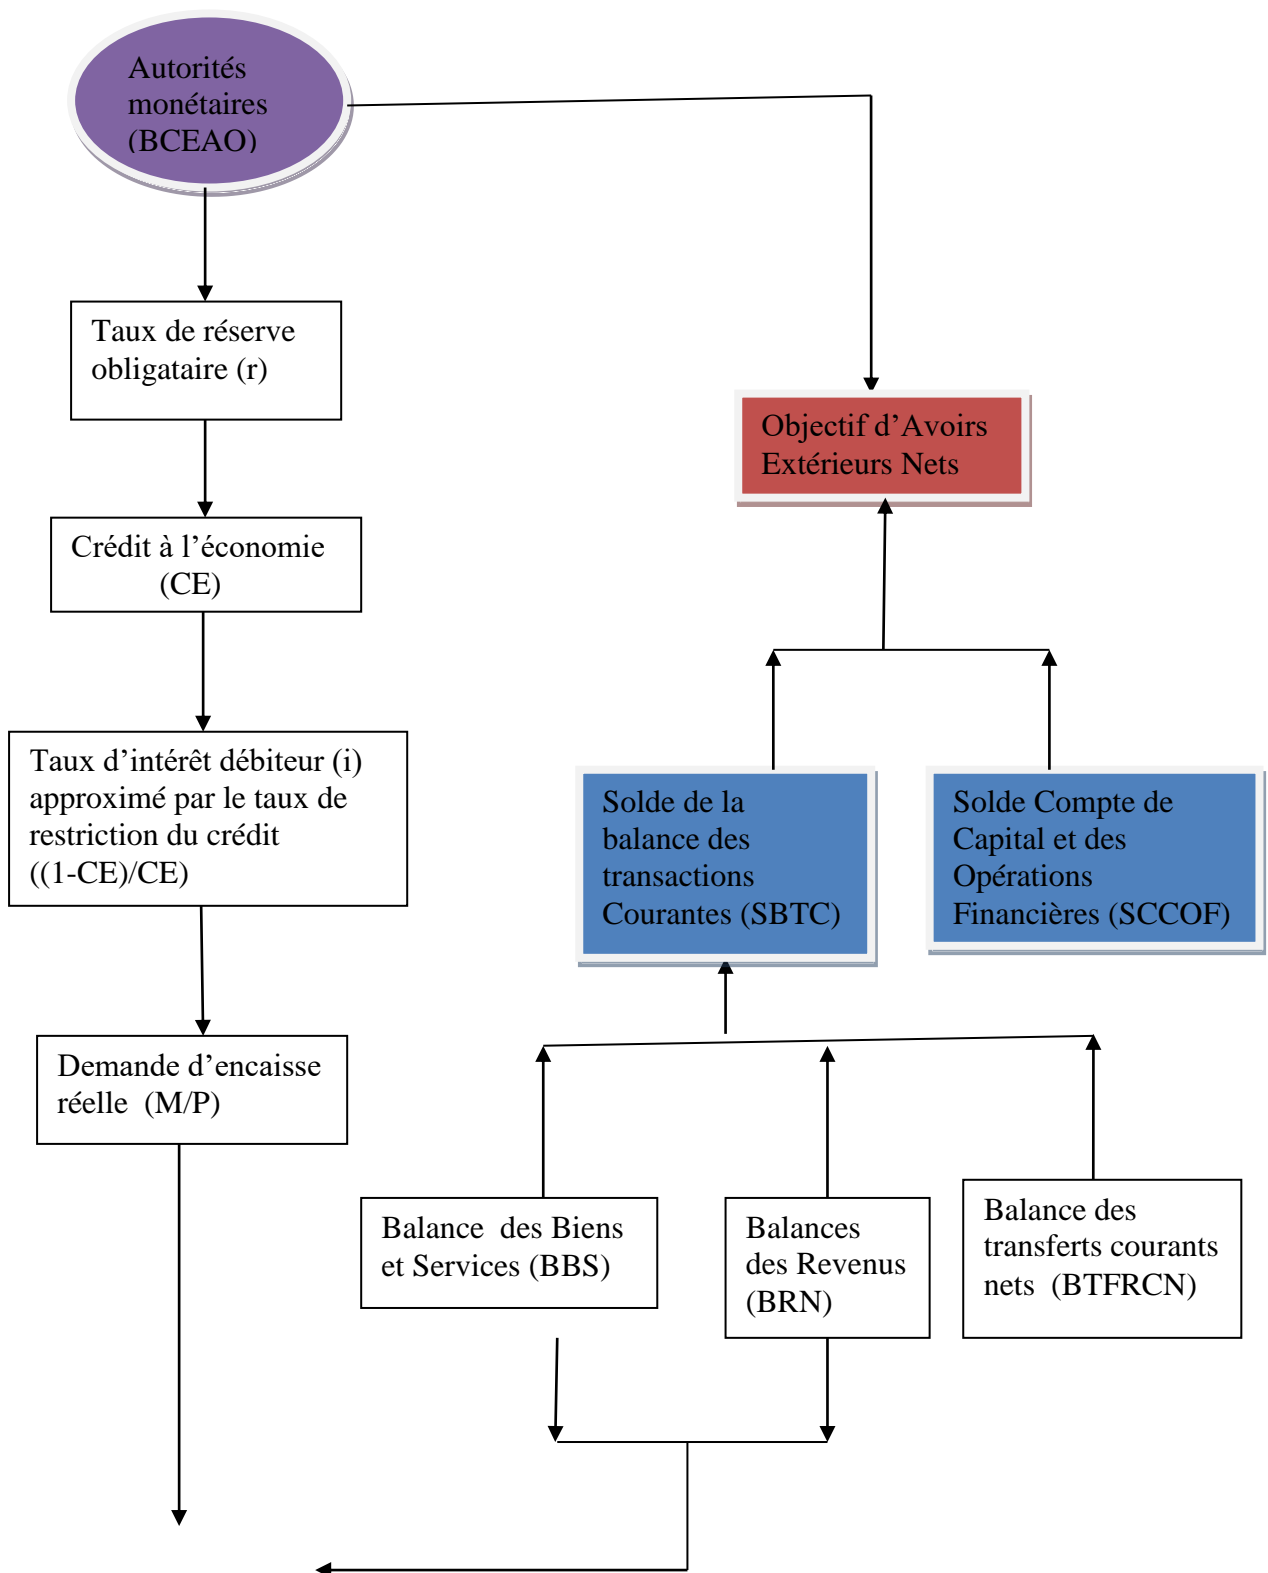 Autorités
monétaires
(BCEAO)
Taux de réserve
obligataire (r)
Objectif d’Avoirs
Extérieurs Nets
Crédit à l’économie
(CE)
Taux d’intérêt débiteur (i)
approximé par le taux de
restriction du crédit
((1-CE)/CE)
Solde de la
balance des
transactions
Courantes (SBTC)
Solde Compte de
Capital et des
Opérations
Financières (SCCOF)
Demande d’encaisse
réelle (M/P)
Balance des Biens
et Services (BBS)
Balances
des Revenus
(BRN)
Balance des
transferts courants
nets (BTFRCN)